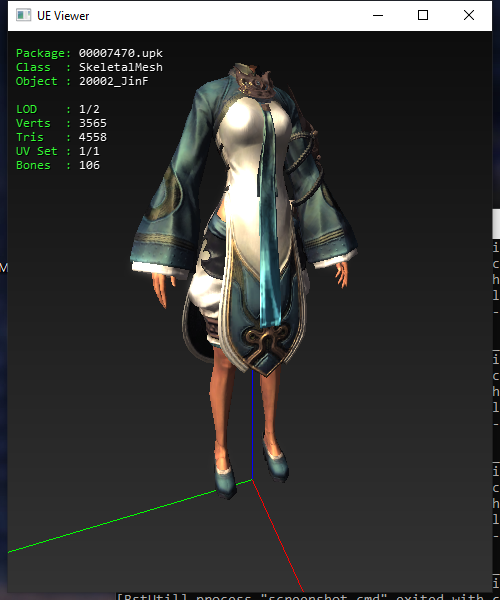 UE Viewer
Package: 00007470.upk
Class : SkeletalMesh
Object : 20002_JinF
LOD : 1/2
Verts : 3565
Tris : 4558
UV Set : 1/1
Bones : 106
M
i
c
h
l
-
i
c
h
l
-
i
c
h
l
-
[BstUtil] process "screenshot.cmd" exited with c